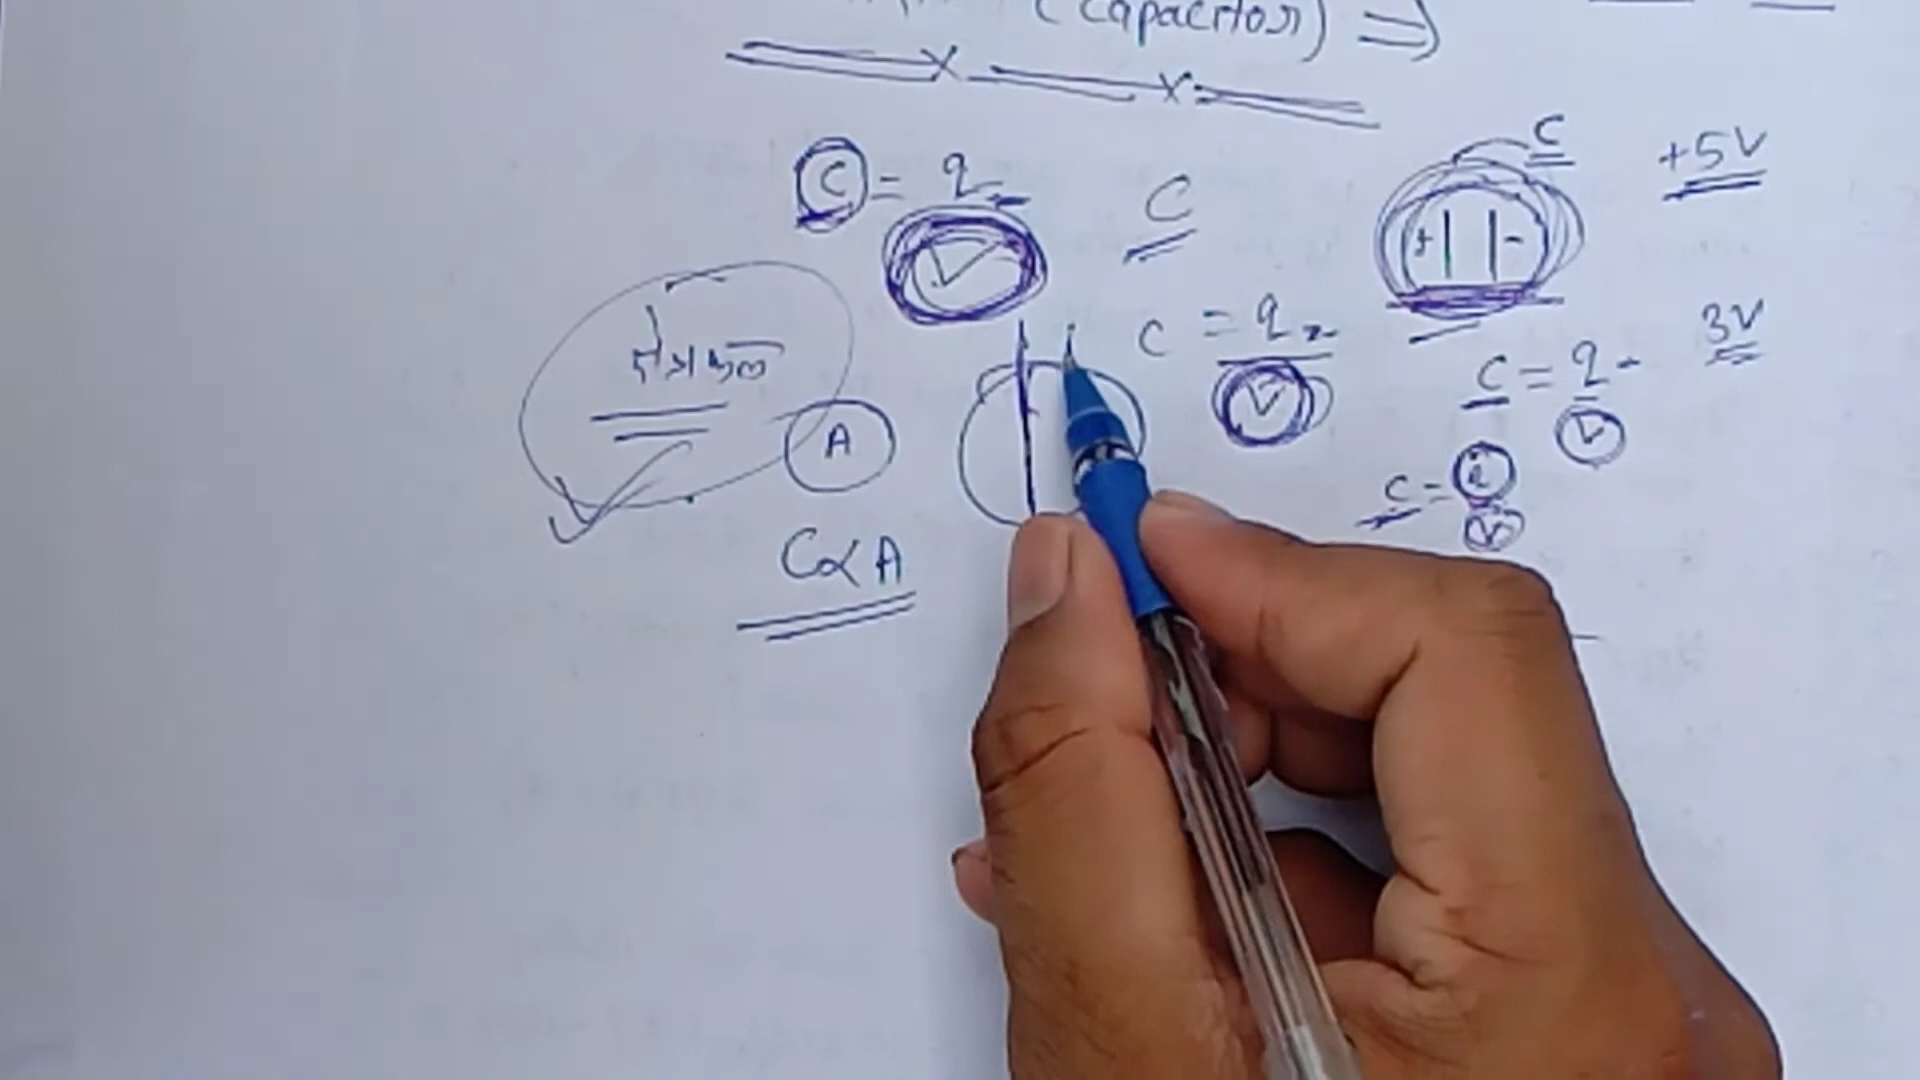 (Capacitor) ⇒
C = q / V
C
C
+5V
+ | | -
C = q / V
3V
C = q / V
A
C = q / V
C ∝ A